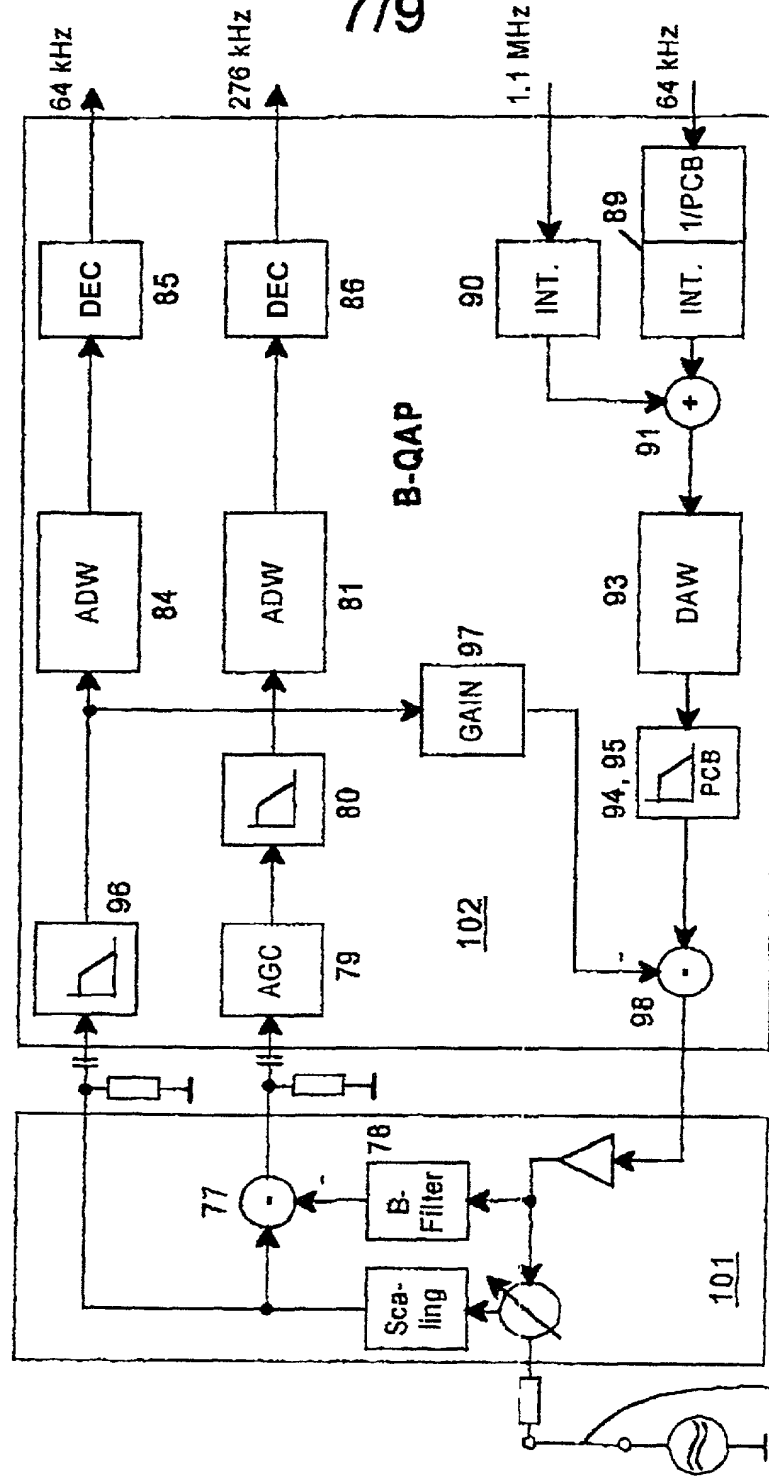 7/9
64 kHz
276 kHz
1.1 MHz
64 kHz
DEC
85
DEC
86
90
INT.
89
INT.
1/PCB
+
91
B-QAP
ADW
84
ADW
81
97
GAIN
93
DAW
94, 95
PCB
96
80
AGC
79
102
-
98
77
-
78
B-
Filter
Sca-
ling
101